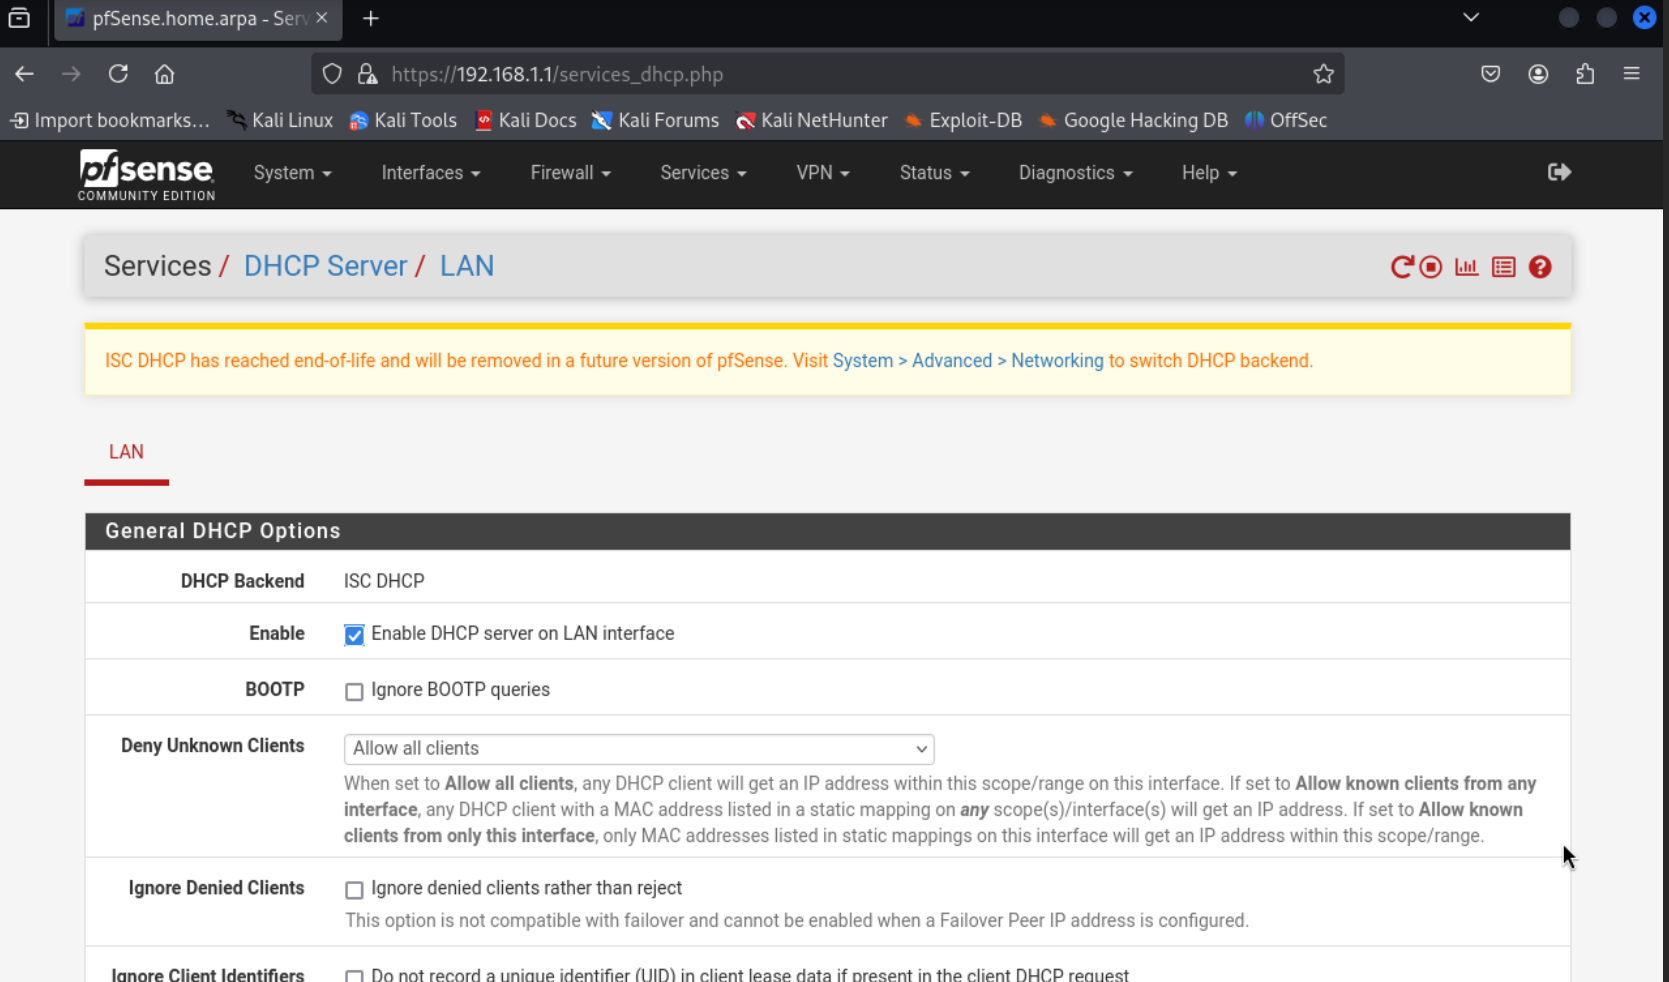 pfSense.home.arpa - Serv
https://192.168.1.1/services_dhcp.php
Import bookmarks... Kali Linux Kali Tools Kali Docs Kali Forums Kali NetHunter Exploit-DB Google Hacking DB OffSec
pfsense COMMUNITY EDITION System Interfaces Firewall Services VPN Status Diagnostics Help
Services / DHCP Server / LAN
ISC DHCP has reached end-of-life and will be removed in a future version of pfSense. Visit System > Advanced > Networking to switch DHCP backend.
LAN
General DHCP Options
DHCP Backend ISC DHCP
Enable Enable DHCP server on LAN interface
BOOTP Ignore BOOTP queries
Deny Unknown Clients Allow all clients
When set to Allow all clients, any DHCP client will get an IP address within this scope/range on this interface. If set to Allow known clients from any
interface, any DHCP client with a MAC address listed in a static mapping on any scope(s)/interface(s) will get an IP address. If set to Allow known
clients from only this interface, only MAC addresses listed in static mappings on this interface will get an IP address within this scope/range.
Ignore Denied Clients Ignore denied clients rather than reject
This option is not compatible with failover and cannot be enabled when a Failover Peer IP address is configured.
Ignore Client Identifiers Do not record a unique identifier (UID) in client lease data if present in the client DHCP request